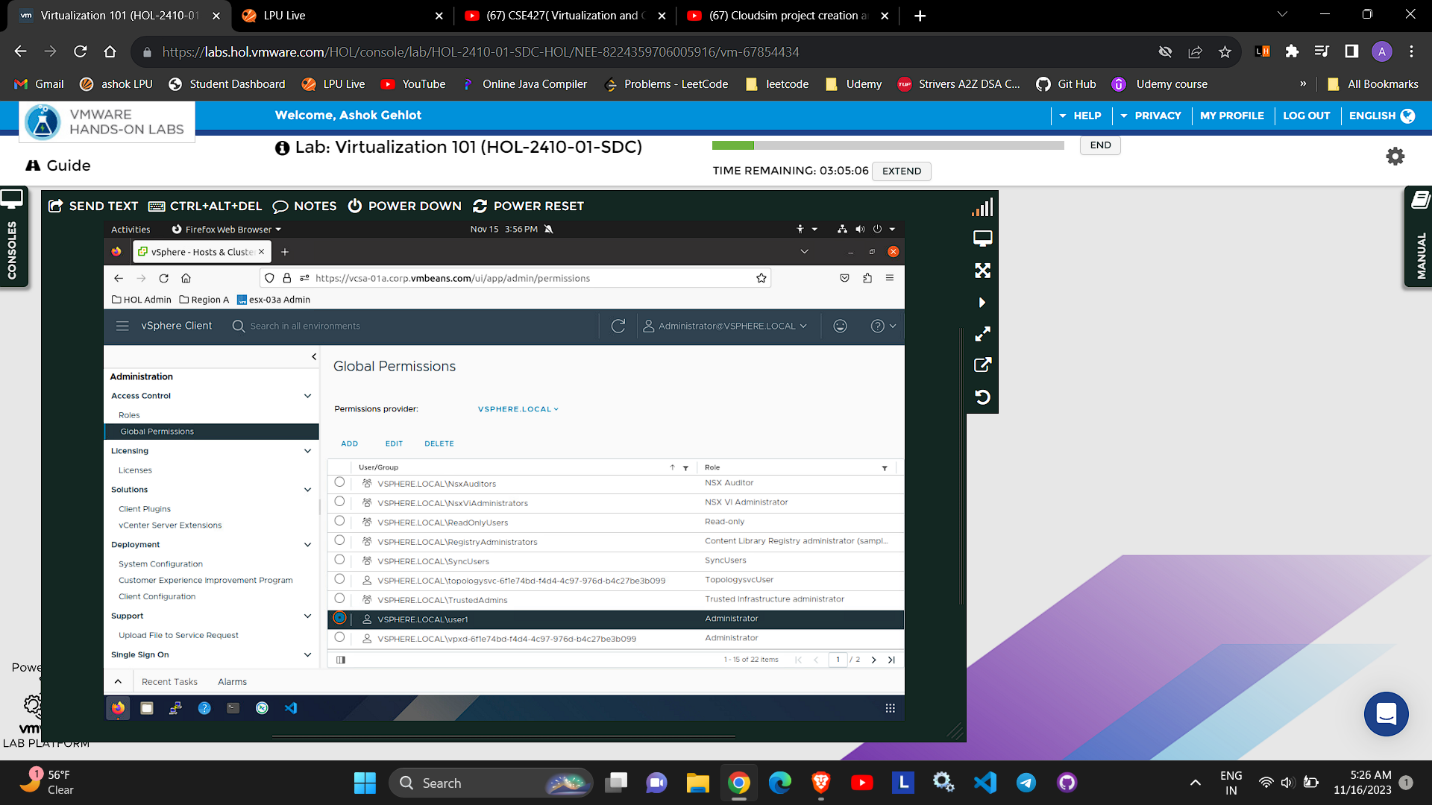 Virtualization 101 (HOL-2410-01
LPU Live
(67) CSE427( Virtualization and C
(67) Cloudsim project creation a
https://labs.hol.vmware.com/HOL/console/lab/HOL-2410-01-SDC-HOL/NEE-8224359706005916/vm-67854434
A
Gmail
ashok LPU
Student Dashboard
LPU Live
YouTube
Online Java Compiler
Problems - LeetCode
leetcode
Udemy
Strivers A2Z DSA C...
Git Hub
Udemy course
»
All Bookmarks
VMWARE
HANDS-ON LABS
Welcome, Ashok Gehlot
HELP
PRIVACY
MY PROFILE
LOG OUT
ENGLISH
Guide
Lab: Virtualization 101 (HOL-2410-01-SDC)
END
TIME REMAINING: 03:05:06
EXTEND
CONSOLES
MANUAL
SEND TEXT
CTRL+ALT+DEL
NOTES
POWER DOWN
POWER RESET
Activities
Firefox Web Browser
Nov 15 3:56 PM
vSphere - Hosts & Cluste
https://vcsa-01a.corp.vmbeans.com/ui/app/admin/permissions
HOL Admin
Region A
esx-03a Admin
vSphere Client
Search in all environments
Administrator@VSPHERE.LOCAL
Administration
Access Control
Roles
Global Permissions
Licensing
Licenses
Solutions
Client Plugins
vCenter Server Extensions
Deployment
System Configuration
Customer Experience Improvement Program
Client Configuration
Support
Upload File to Service Request
Single Sign On
Global Permissions
Permissions provider:
VSPHERE.LOCAL
ADD
EDIT
DELETE
User/Group
Role
VSPHERE.LOCAL\NsxAuditors
NSX Auditor
VSPHERE.LOCAL\NsxViAdministrators
NSX VI Administrator
VSPHERE.LOCAL\ReadOnlyUsers
Read-only
VSPHERE.LOCAL\RegistryAdministrators
Content Library Registry administrator (sampl...
VSPHERE.LOCAL\SyncUsers
SyncUsers
VSPHERE.LOCAL\topologysvc-6f1e74bd-f4d4-4c97-976d-b4c27be3b099
TopologysvcUser
VSPHERE.LOCAL\TrustedAdmins
Trusted Infrastructure administrator
VSPHERE.LOCAL\user1
Administrator
VSPHERE.LOCAL\vpxd-6f1e74bd-f4d4-4c97-976d-b4c27be3b099
Administrator
1 - 15 of 22 items
1 / 2
Recent Tasks
Alarms
Powe
vm
LAB PLATFORM
1
56°F
Clear
Search
L
ENG
IN
5:26 AM
11/16/2023
1